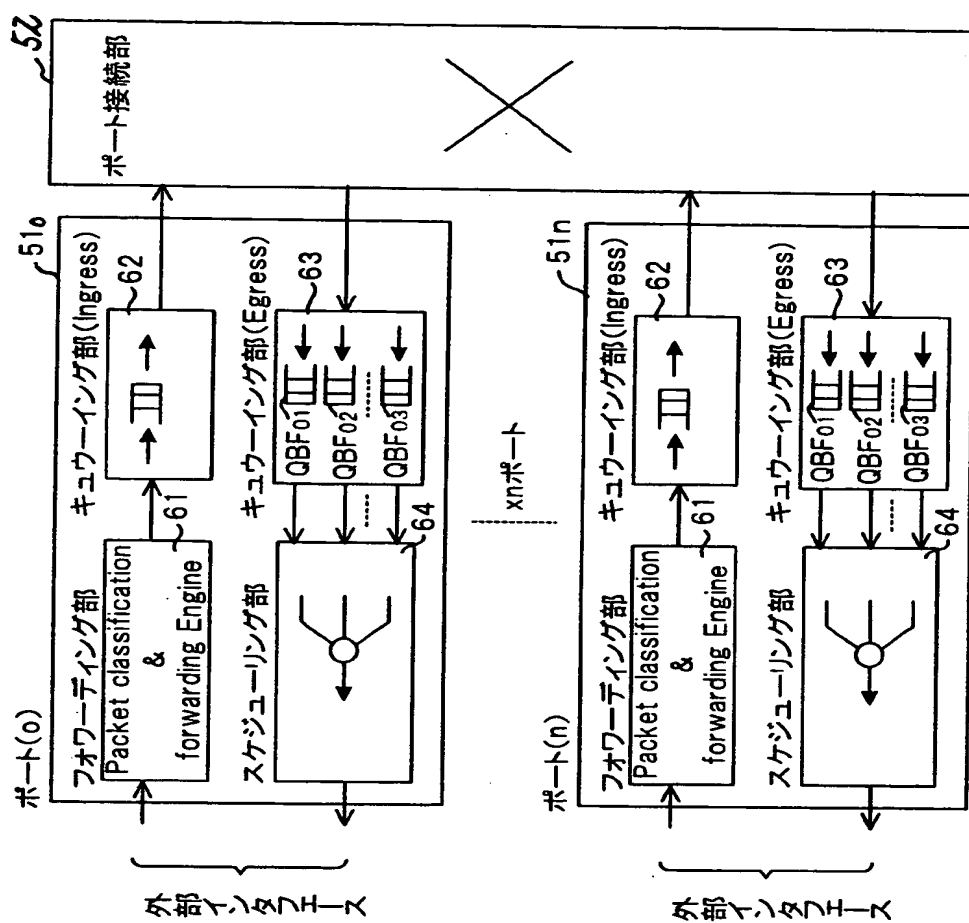 52
ポート接続部
ポート(0)
51₀
フォワーディング部
61
Packet classification
&
forwarding Engine
キュウーイング部(Ingress)
62
スケジューリング部
64
キュウーイング部(Egress)
63
QBF01
QBF02
QBF03
外部インタフェース
xnポート
ポート(n)
51n
フォワーディング部
61
Packet classification
&
forwarding Engine
キュウーイング部(Ingress)
62
スケジューリング部
64
キュウーイング部(Egress)
63
QBF01
QBF02
QBF03
外部インタフェース